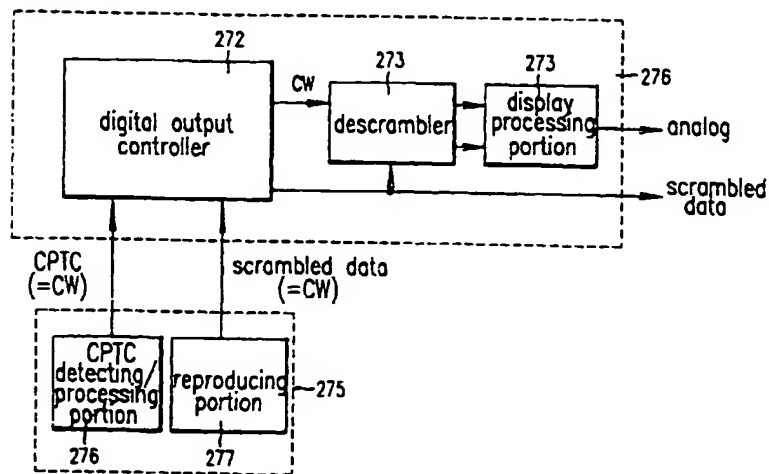 272
CW
273
273
276
digital output
controller
descrambler
display
processing
portion
analog
scrambled
data
CPTC
(=CW)
scrambled data
(=CW)
CPTC
detecting/
processing
portion
reproducing
portion
275
276
277